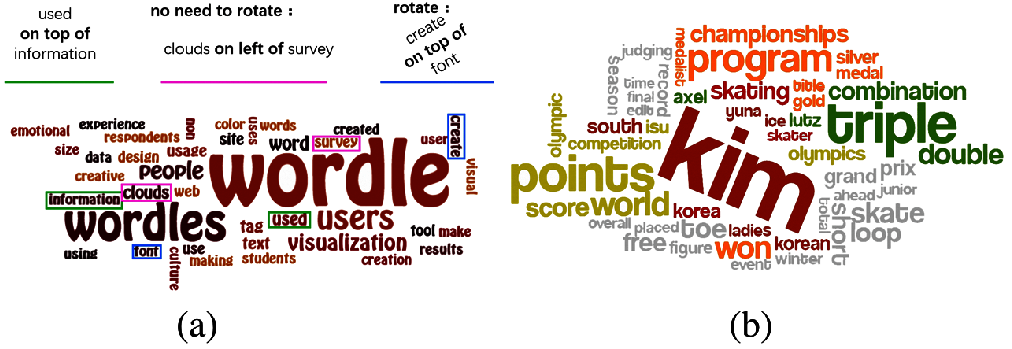 used
on top of
information
no need to rotate :
clouds on left of survey
rotate :
create
on top of
font
emotional
experience
non
color
uses
words
created
create
size
respondents
site
word
survey
user
data
design
usage
wordle
visual
creative
people
information
clouds
web
wordles
used
users
tag
using
font
culture
use
text
visualization
tool
make
making
students
creation
results
(a)
judging
medalist
championships
season
record
program
silver
medal
time
final
edit
axel
skating
title
gold
combination
olympic
south
isu
yuna
ice
lutz
triple
competition
kim
skater
olympics
double
points
grand
prix
score
world
korea
ahead
junior
overall
placed
toe
ladies
total
short
skate
free
figure
won
korean
loop
event
winter
(b)